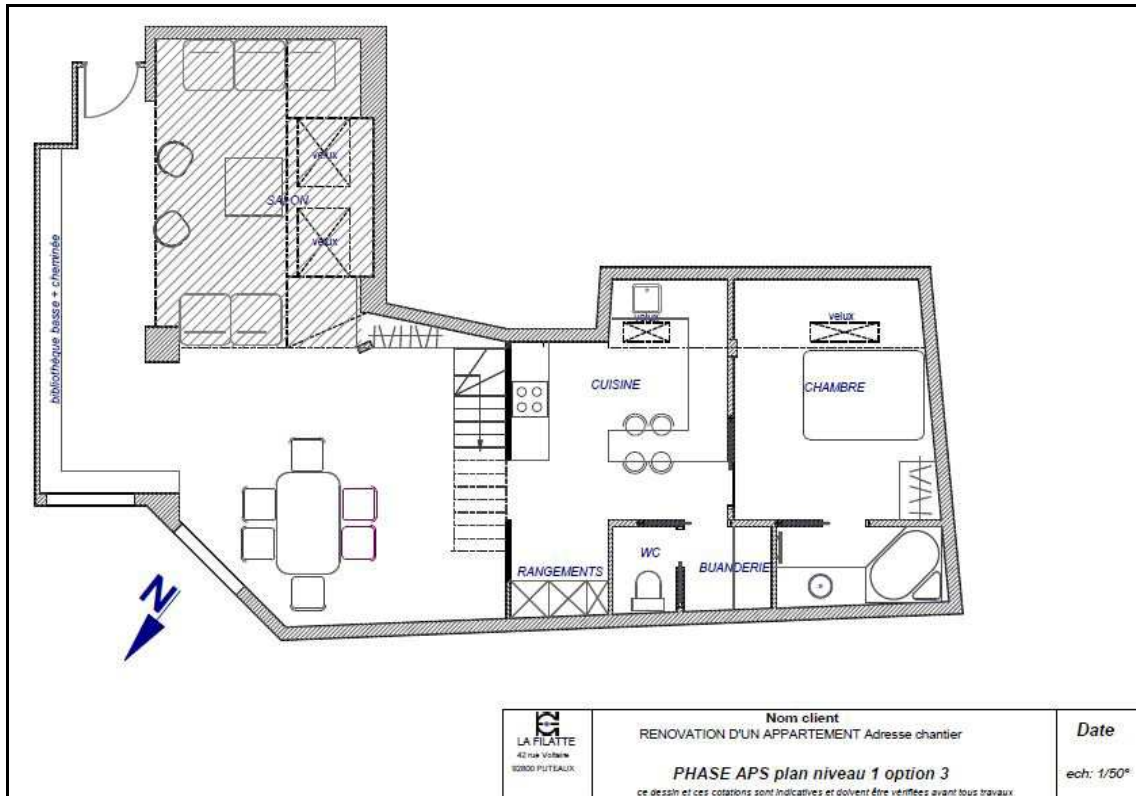 velux
SALON
velux
bibliothèque basse + cheminée
velux
velux
CUISINE
CHAMBRE
WC
RANGEMENTS
BUANDERIE
N
LA FILATTE
42 rue Voltaire
92800 PUTEAUX
Nom client
RENOVATION D'UN APPARTEMENT Adresse chantier
PHASE APS plan niveau 1 option 3
ce dessin et ces cotations sont indicatives et doivent être vérifiées avant tous travaux
Date
ech: 1/50°